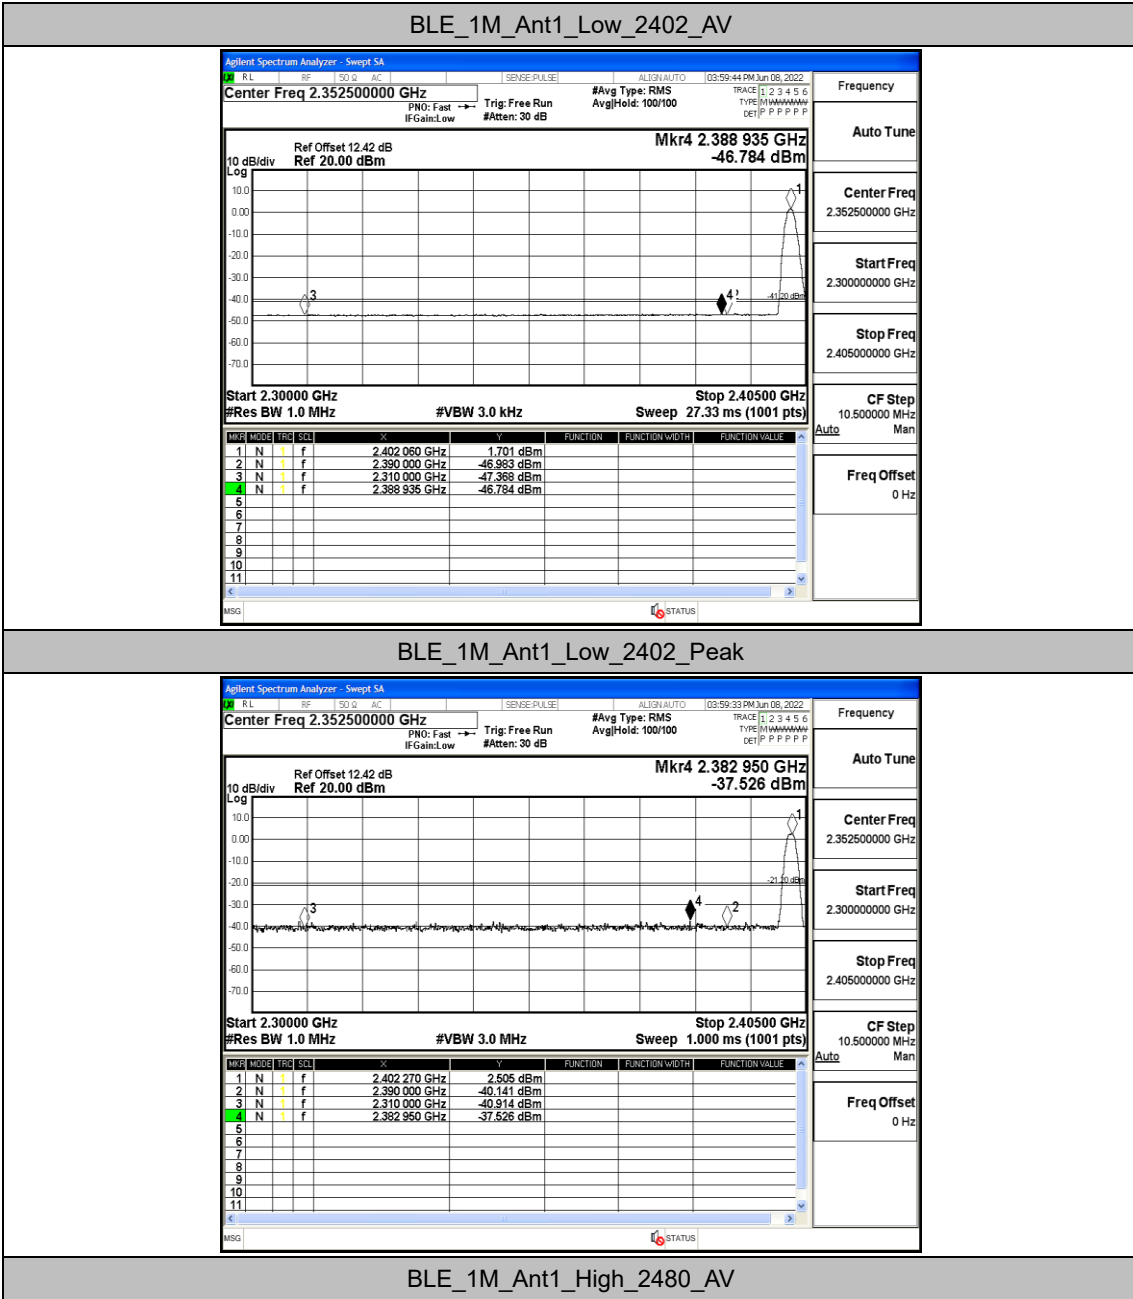 BLE_1M_Ant1_Low_2402_AV
Agilent Spectrum Analyzer - Swept SA
RL RF 50 Ω AC SENSE:PULSE ALIGNAUTO 03:59:44 PM Jun 08, 2022
Center Freq 2.352500000 GHz
PNO: Fast
IFGain:Low
Trig: Free Run
#Atten: 30 dB
#Avg Type: RMS
Avg|Hold: 100/100
TRACE 1 2 3 4 5 6
TYPE M WWWWW
DET P P P P P P
Frequency
Auto Tune
Center Freq
2.352500000 GHz
Start Freq
2.300000000 GHz
Stop Freq
2.405000000 GHz
CF Step
10.500000 MHz
Auto Man
Freq Offset
0 Hz
Ref Offset 12.42 dB
10 dB/div Ref 20.00 dBm
Log
Mkr4 2.388 935 GHz
-46.784 dBm
10.0
0.00
-10.0
-20.0
-30.0
-40.0
-50.0
-60.0
-70.0
1
3
4
-41.20 dBm
Start 2.30000 GHz Stop 2.40500 GHz
#Res BW 1.0 MHz #VBW 3.0 kHz Sweep 27.33 ms (1001 pts)
MKR MODE TRC SCL X Y FUNCTION FUNCTION WIDTH FUNCTION VALUE
1 N 1 f 2.402 060 GHz 1.701 dBm
2 N 1 f 2.390 000 GHz -46.983 dBm
3 N 1 f 2.310 000 GHz -47.368 dBm
4 N 1 f 2.388 935 GHz -46.784 dBm
5
6
7
8
9
10
11
MSG STATUS
BLE_1M_Ant1_Low_2402_Peak
Agilent Spectrum Analyzer - Swept SA
RL RF 50 Ω AC SENSE:PULSE ALIGNAUTO 03:59:33 PM Jun 08, 2022
Center Freq 2.352500000 GHz
PNO: Fast
IFGain:Low
Trig: Free Run
#Atten: 30 dB
#Avg Type: RMS
Avg|Hold: 100/100
TRACE 1 2 3 4 5 6
TYPE M WWWWW
DET P P P P P P
Frequency
Auto Tune
Center Freq
2.352500000 GHz
Start Freq
2.300000000 GHz
Stop Freq
2.405000000 GHz
CF Step
10.500000 MHz
Auto Man
Freq Offset
0 Hz
Ref Offset 12.42 dB
10 dB/div Ref 20.00 dBm
Log
Mkr4 2.382 950 GHz
-37.526 dBm
10.0
0.00
-10.0
-20.0
-30.0
-40.0
-50.0
-60.0
-70.0
1
3
4
2
-21.20 dBm
Start 2.30000 GHz Stop 2.40500 GHz
#Res BW 1.0 MHz #VBW 3.0 MHz Sweep 1.000 ms (1001 pts)
MKR MODE TRC SCL X Y FUNCTION FUNCTION WIDTH FUNCTION VALUE
1 N 1 f 2.402 270 GHz 2.505 dBm
2 N 1 f 2.390 000 GHz -40.141 dBm
3 N 1 f 2.310 000 GHz -40.914 dBm
4 N 1 f 2.382 950 GHz -37.526 dBm
5
6
7
8
9
10
11
MSG STATUS
BLE_1M_Ant1_High_2480_AV